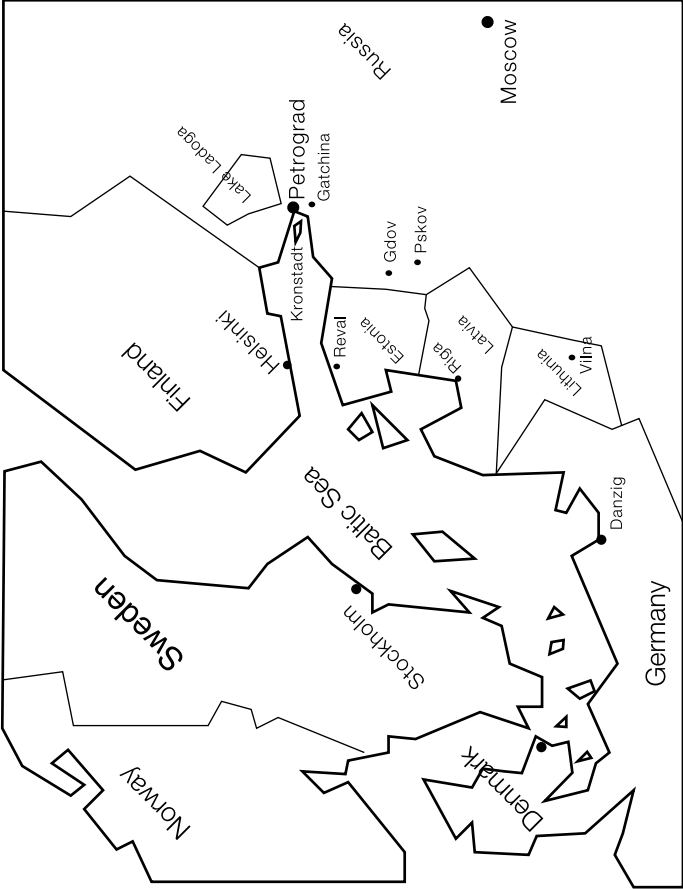 Russia
Moscow
Lake Ladoga
Petrograd
Gatchina
Gdov
Pskov
Kronstadt
Helsinki
Finland
Reval
Estonia
Riga
Latvia
Lithunia
Vilna
Baltic Sea
Danzig
Sweden
Stockholm
Germany
Norway
Denmark